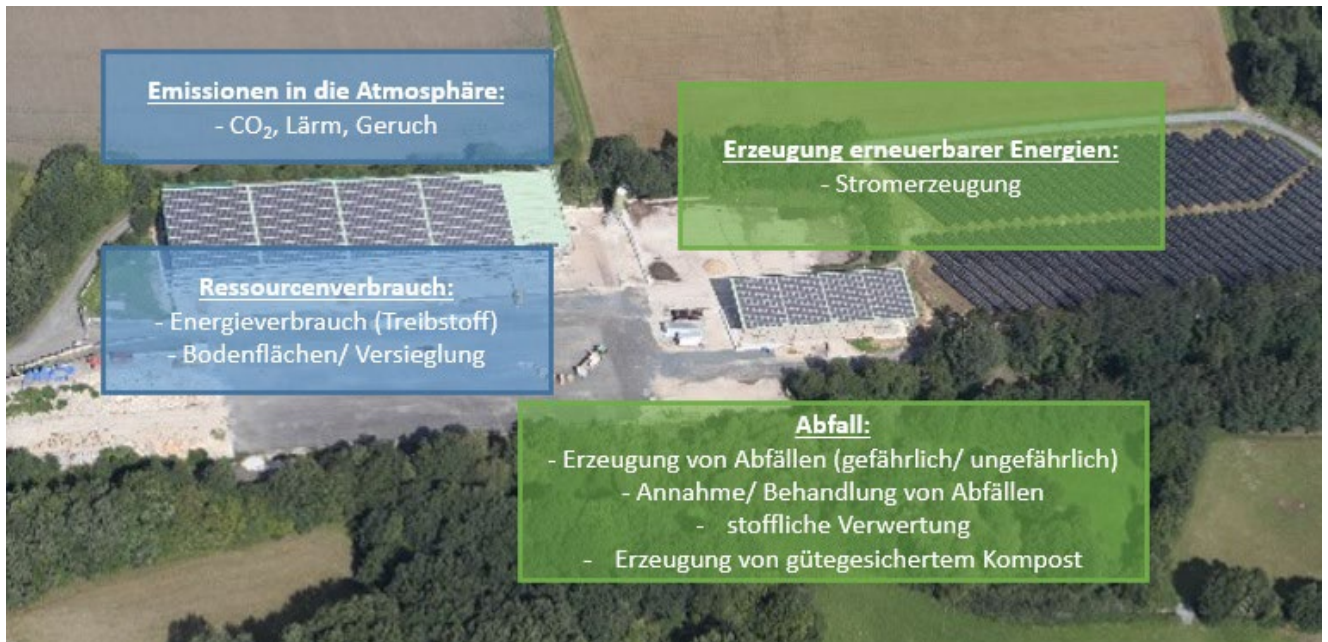 Emissionen in die Atmosphäre:
- CO₂, Lärm, Geruch
Erzeugung erneuerbarer Energien:
- Stromerzeugung
Ressourcenverbrauch:
- Energieverbrauch (Treibstoff)
- Bodenflächen/ Versieglung
Abfall:
- Erzeugung von Abfällen (gefährlich/ ungefährlich)
- Annahme/ Behandlung von Abfällen
- stoffliche Verwertung
- Erzeugung von gütegesichertem Kompost